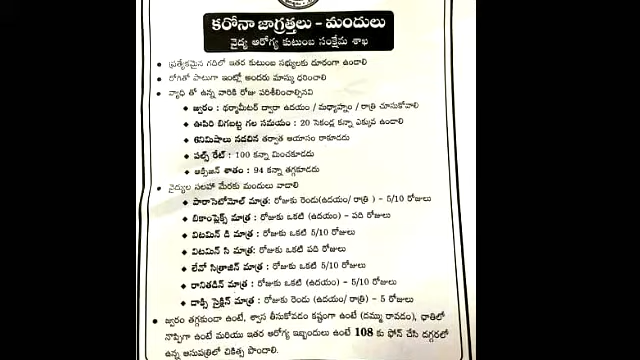 కరోనా జాగ్రత్తలు - మందులు
వైద్య ఆరోగ్య కుటుంబ సంక్షేమ శాఖ
• ప్రత్యేకమైన గదిలో ఇతర కుటుంబ సభ్యులకు దూరంగా ఉండాలి
• రోగితో పాటుగా ఇంట్లో అందరు మాస్కు ధరించాలి
• వ్యాధి తో ఉన్న వారికి రోజు పరిశీలించాల్సినవి
◆ జ్వరం : థర్మామీటర్ ద్వారా ఉదయం / మధ్యాహ్నం / రాత్రి చూసుకోవాలి
◆ ఊపిరి బిగబట్ట గల సమయం : 20 సెకండ్ల కన్నా ఎక్కువ ఉండాలి
◆ 6నిమిషాలు నడచిన తర్వాత ఆయాసం రాకూడదు
◆ పల్స్ రేట్ : 100 కన్నా మించకూడదు
◆ ఆక్సిజన్ శాతం : 94 కన్నా తగ్గకూడదు
• వైద్యుల సలహా మేరకు మందులు వాడాలి
◆ పారాసెటోమోల్ మాత్ర: రోజుకు రెండు(ఉదయం/ రాత్రి ) - 5/10 రోజులు
◆ బికాంప్లెక్స్ మాత్ర : రోజుకు ఒకటి (ఉదయం) - పది రోజులు
◆ విటమిన్ డి మాత్ర : రోజుకు ఒకటి 5/10 రోజులు
◆ విటమిన్ సి మాత్ర: రోజుకు ఒకటి పది రోజులు
◆ లేవో సిట్రాజిన్ మాత్ర : రోజుకు ఒకటి 5/10 రోజులు
◆ రానితడిన్ మాత్ర : రోజుకు ఒకటి (ఉదయం) - 5/10 రోజులు
◆ డాక్సి సైక్లిన్ మాత్ర : రోజుకు రెండు (ఉదయం/ రాత్రి) - 5 రోజులు
• జ్వరం తగ్గకుండా ఉంటే, శ్వాస తీసుకోవడం కష్టంగా ఉంటే (దమ్ము రావడం), ఛాతిలో
నొప్పిగా ఉంటే మరియు ఇతర ఆరోగ్య ఇబ్బందులు ఉంటే 108 కు ఫోన్ చేసి దగ్గరలో
ఉన్న ఆసుపత్రిలో చికిత్స పొందాలి.